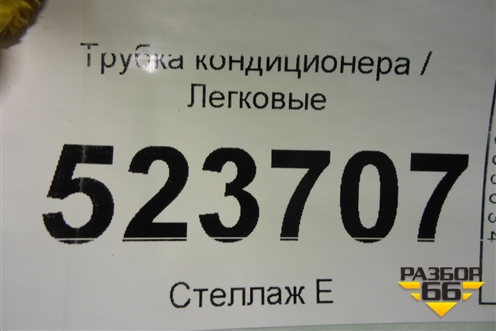 Трубка кондиционера /
Легковые
523707
Стеллаж Е
РАЗБОР
66